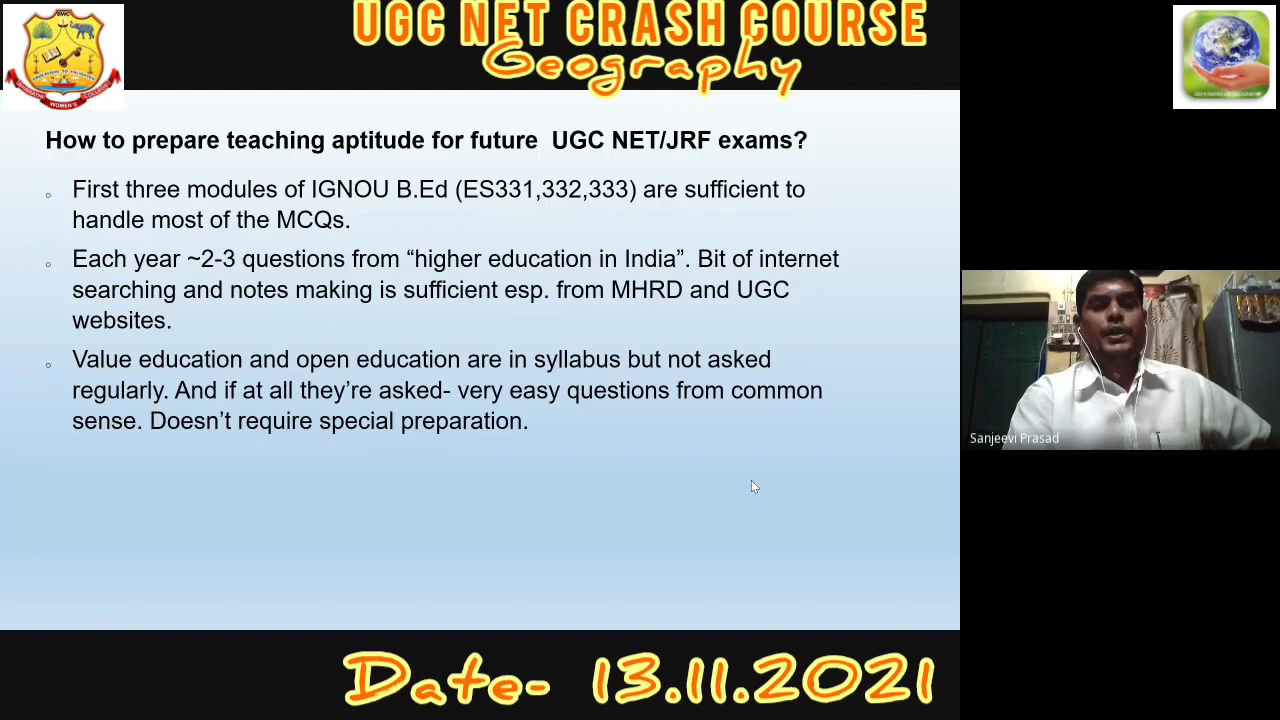 UGC NET CRASH COURSE
Geography
BWC
WOMEN'S
How to prepare teaching aptitude for future UGC NET/JRF exams?
First three modules of IGNOU B.Ed (ES331,332,333) are sufficient to
handle most of the MCQs.
Each year ~2-3 questions from “higher education in India”. Bit of internet
searching and notes making is sufficient esp. from MHRD and UGC
websites.
Value education and open education are in syllabus but not asked
regularly. And if at all they’re asked- very easy questions from common
sense. Doesn’t require special preparation.
Sanjeevi Prasad
Date- 13.11.2021